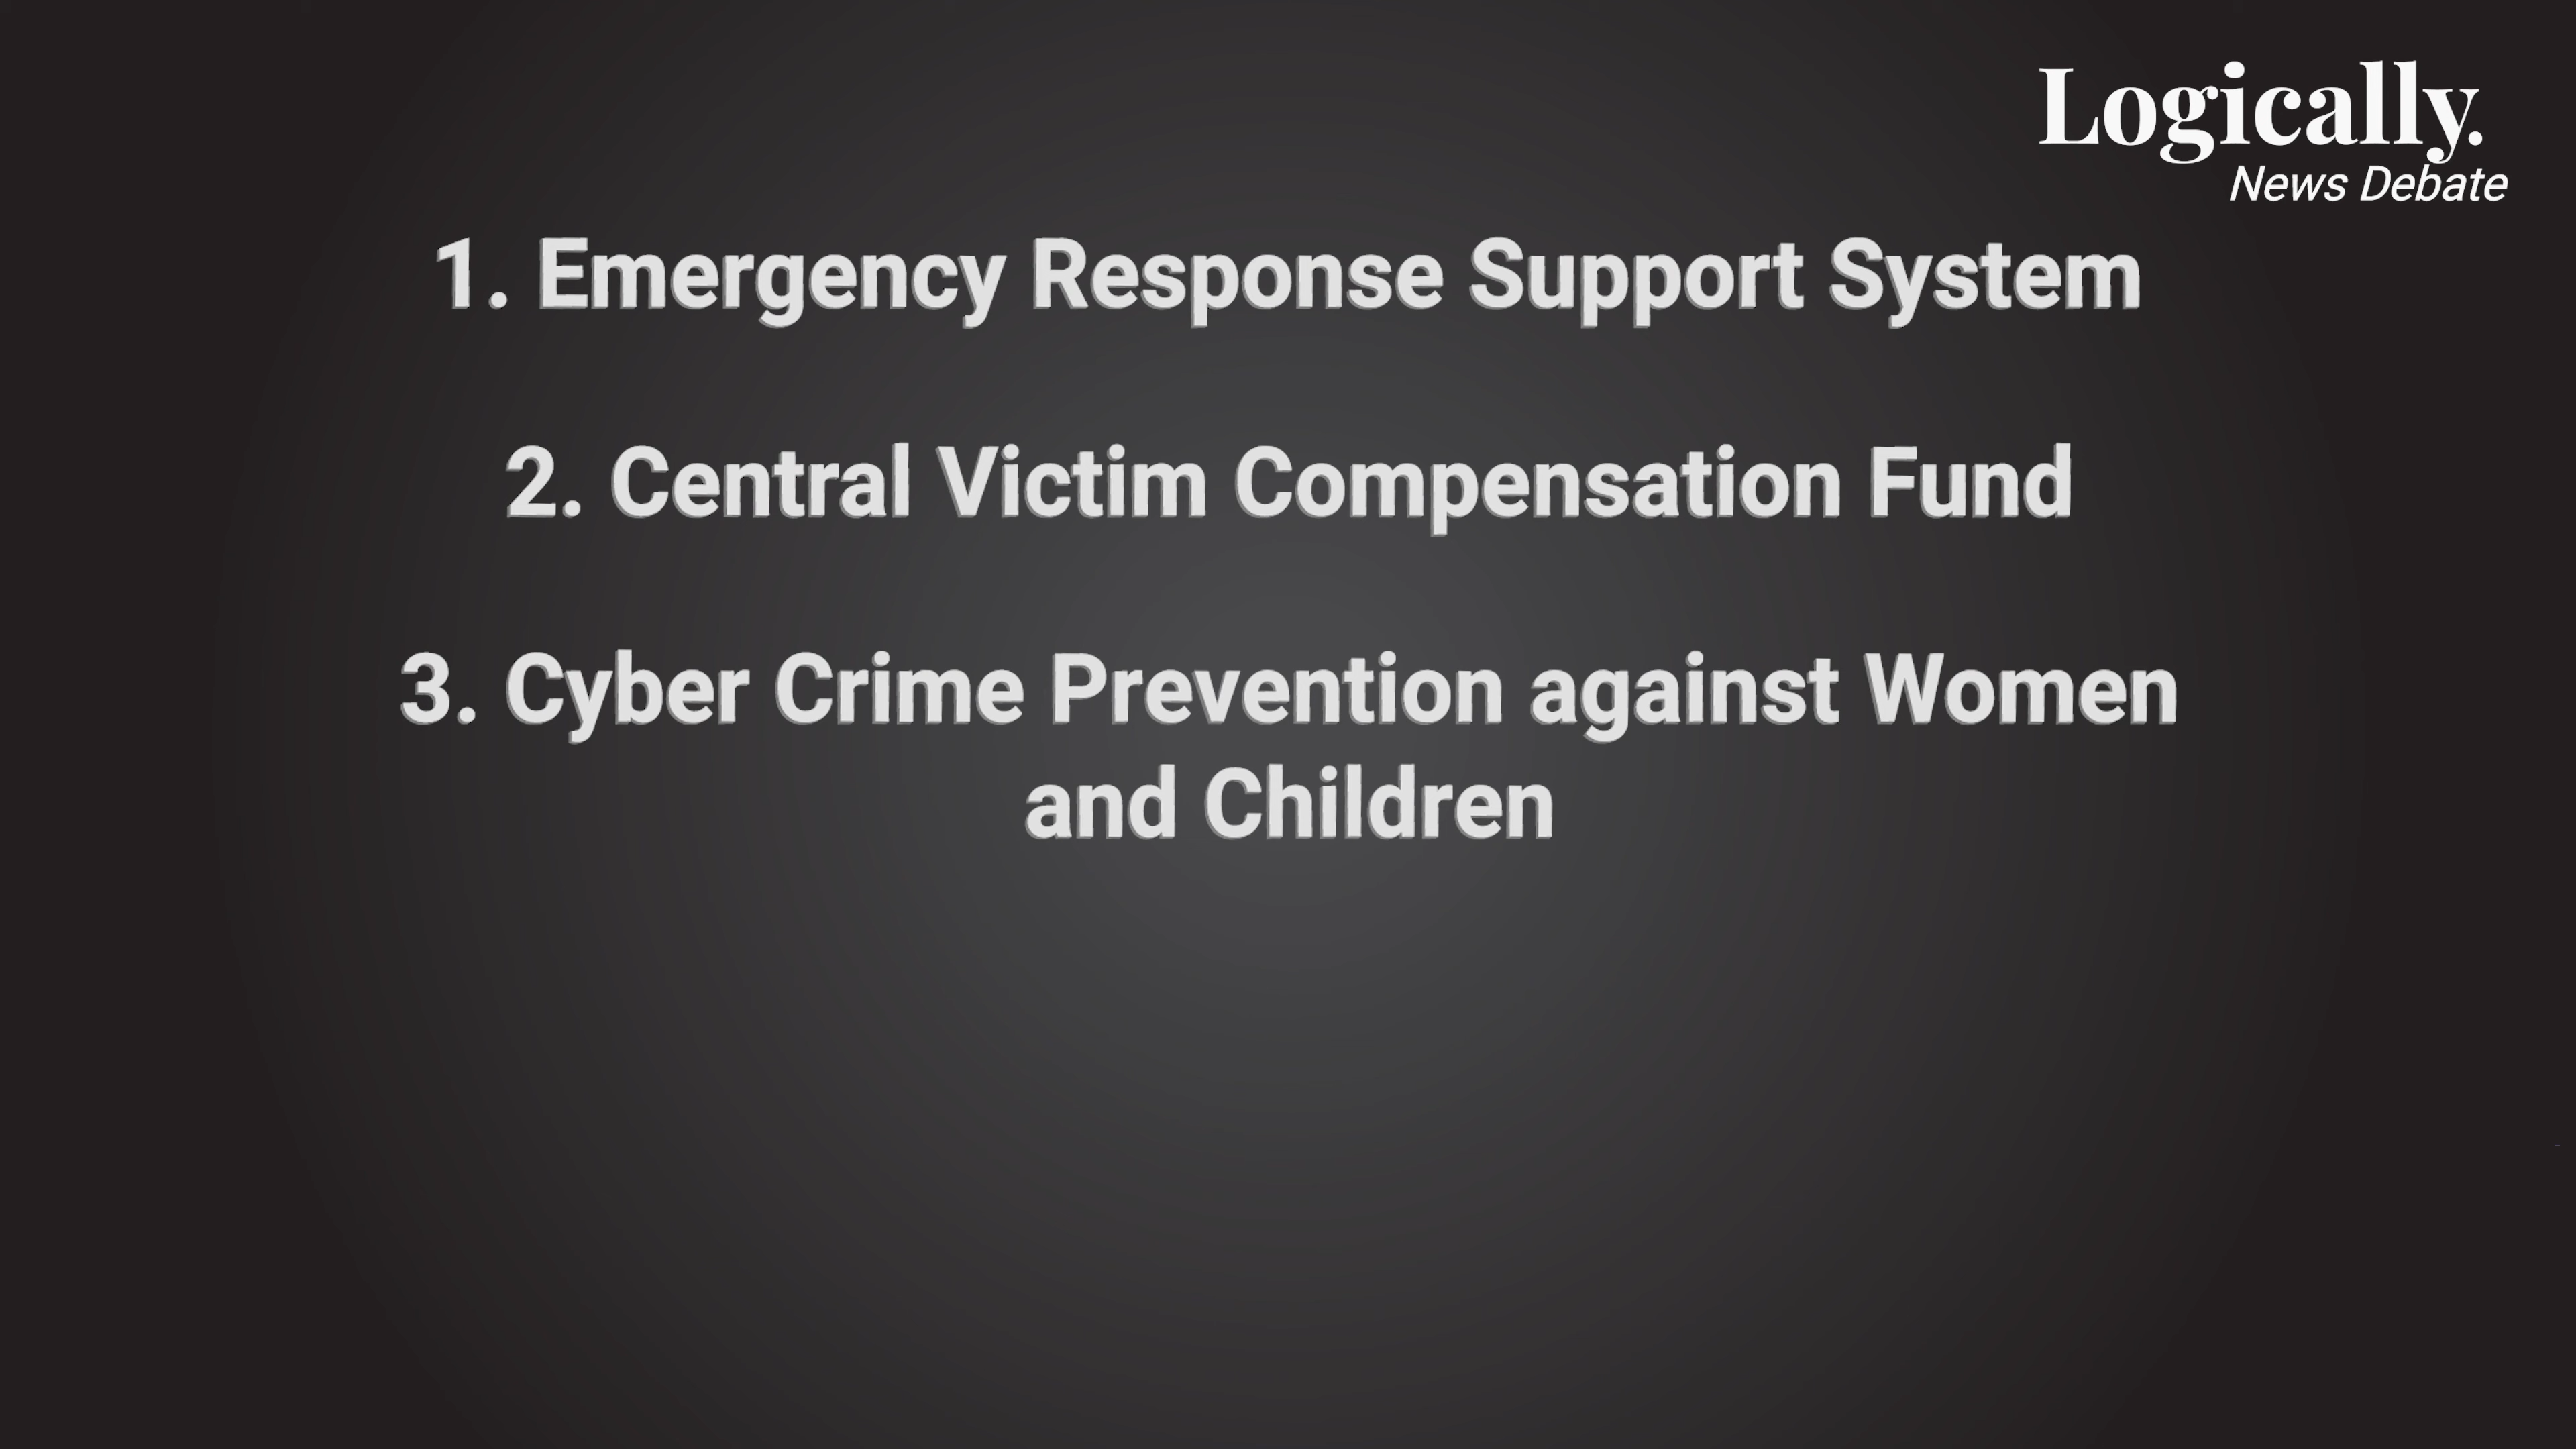 Logically.
News Debate
1. Emergency Response Support System
2. Central Victim Compensation Fund
3. Cyber Crime Prevention against Women
and Children